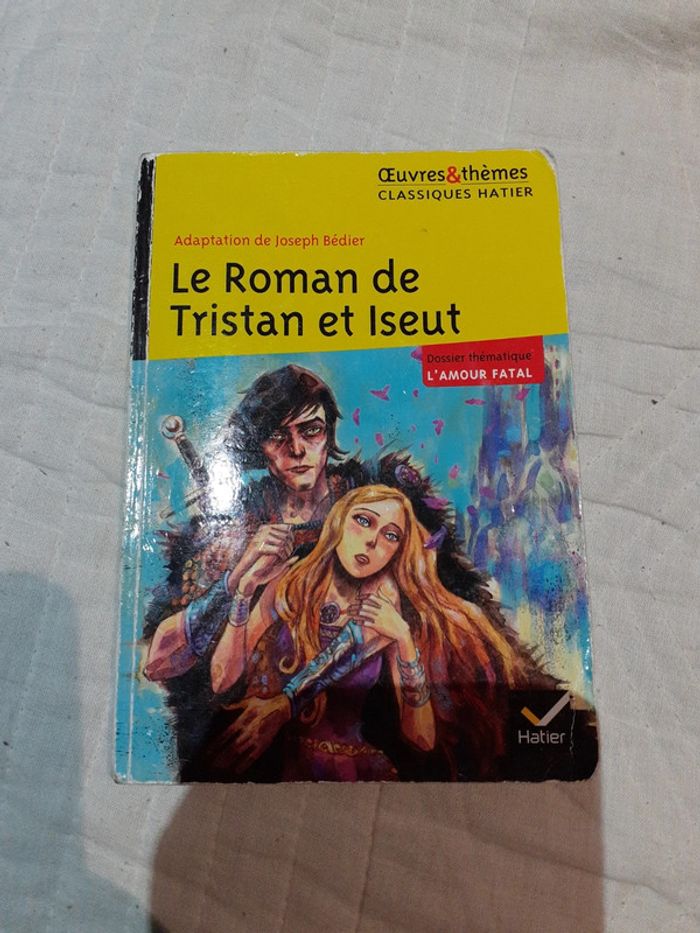 Œuvres&thèmes
CLASSIQUES HATIER
Adaptation de Joseph Bédier
Le Roman de
Tristan et Iseut
Dossier thématique
L'AMOUR FATAL
Hatier